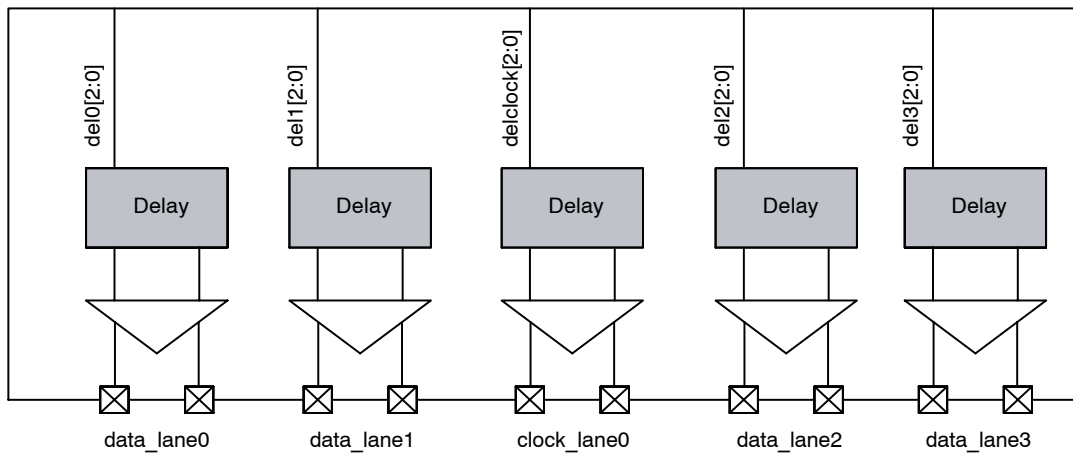 del0[2:0]
del1[2:0]
delclock[2:0]
del2[2:0]
del3[2:0]
Delay
Delay
Delay
Delay
Delay
data_lane0
data_lane1
clock_lane0
data_lane2
data_lane3